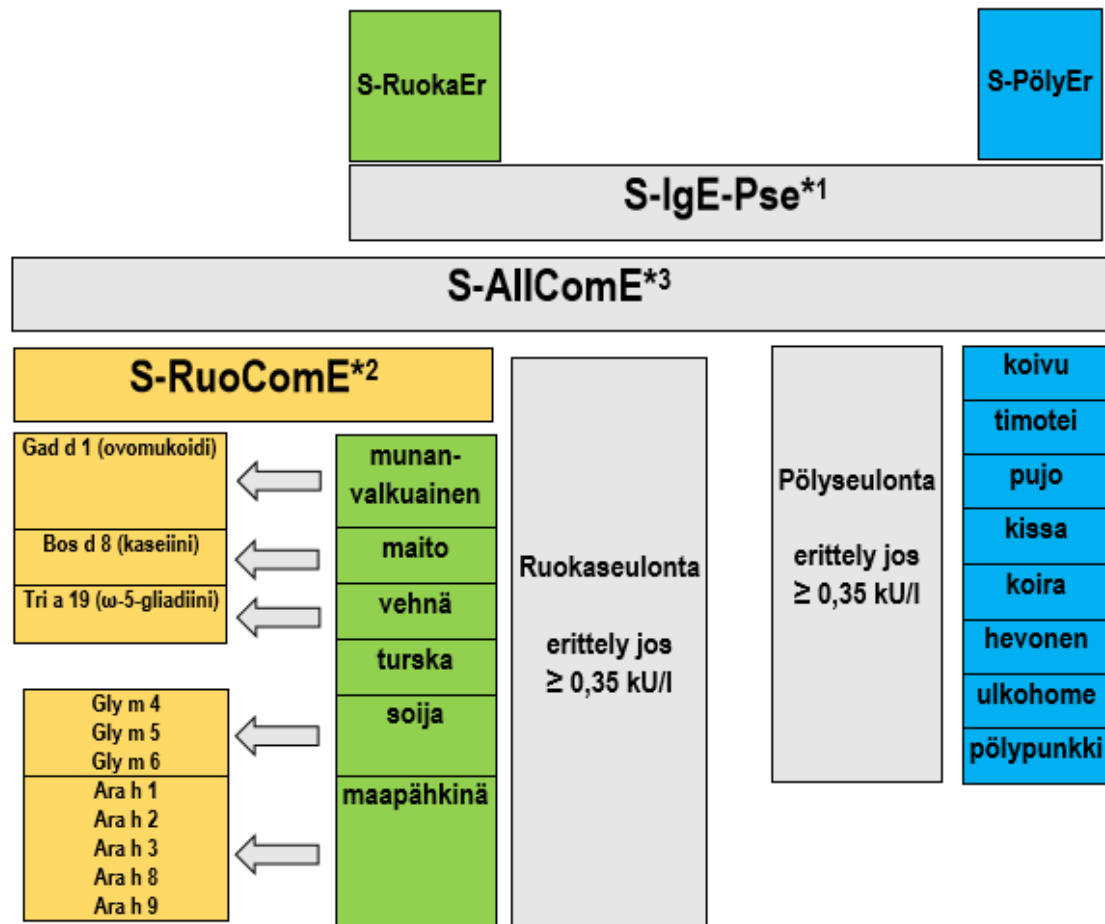 S-RuokaEr
S-PölyEr
S-IgE-Pse*1
S-AllComE*3
S-RuoComE*2
Gad d 1 (ovomukoidi)
Bos d 8 (kaseiini)
Tri a 19 (ω-5-gliadiini)
Gly m 4
Gly m 5
Gly m 6
Ara h 1
Ara h 2
Ara h 3
Ara h 8
Ara h 9
munan-
valkuainen
maito
vehnä
turska
soija
maapähkinä
Ruokaseulonta
erittely jos
≥ 0,35 kU/l
Pölyseulonta
erittely jos
≥ 0,35 kU/l
koivu
timotei
pujo
kissa
koira
hevonen
ulkohome
pölypunkki